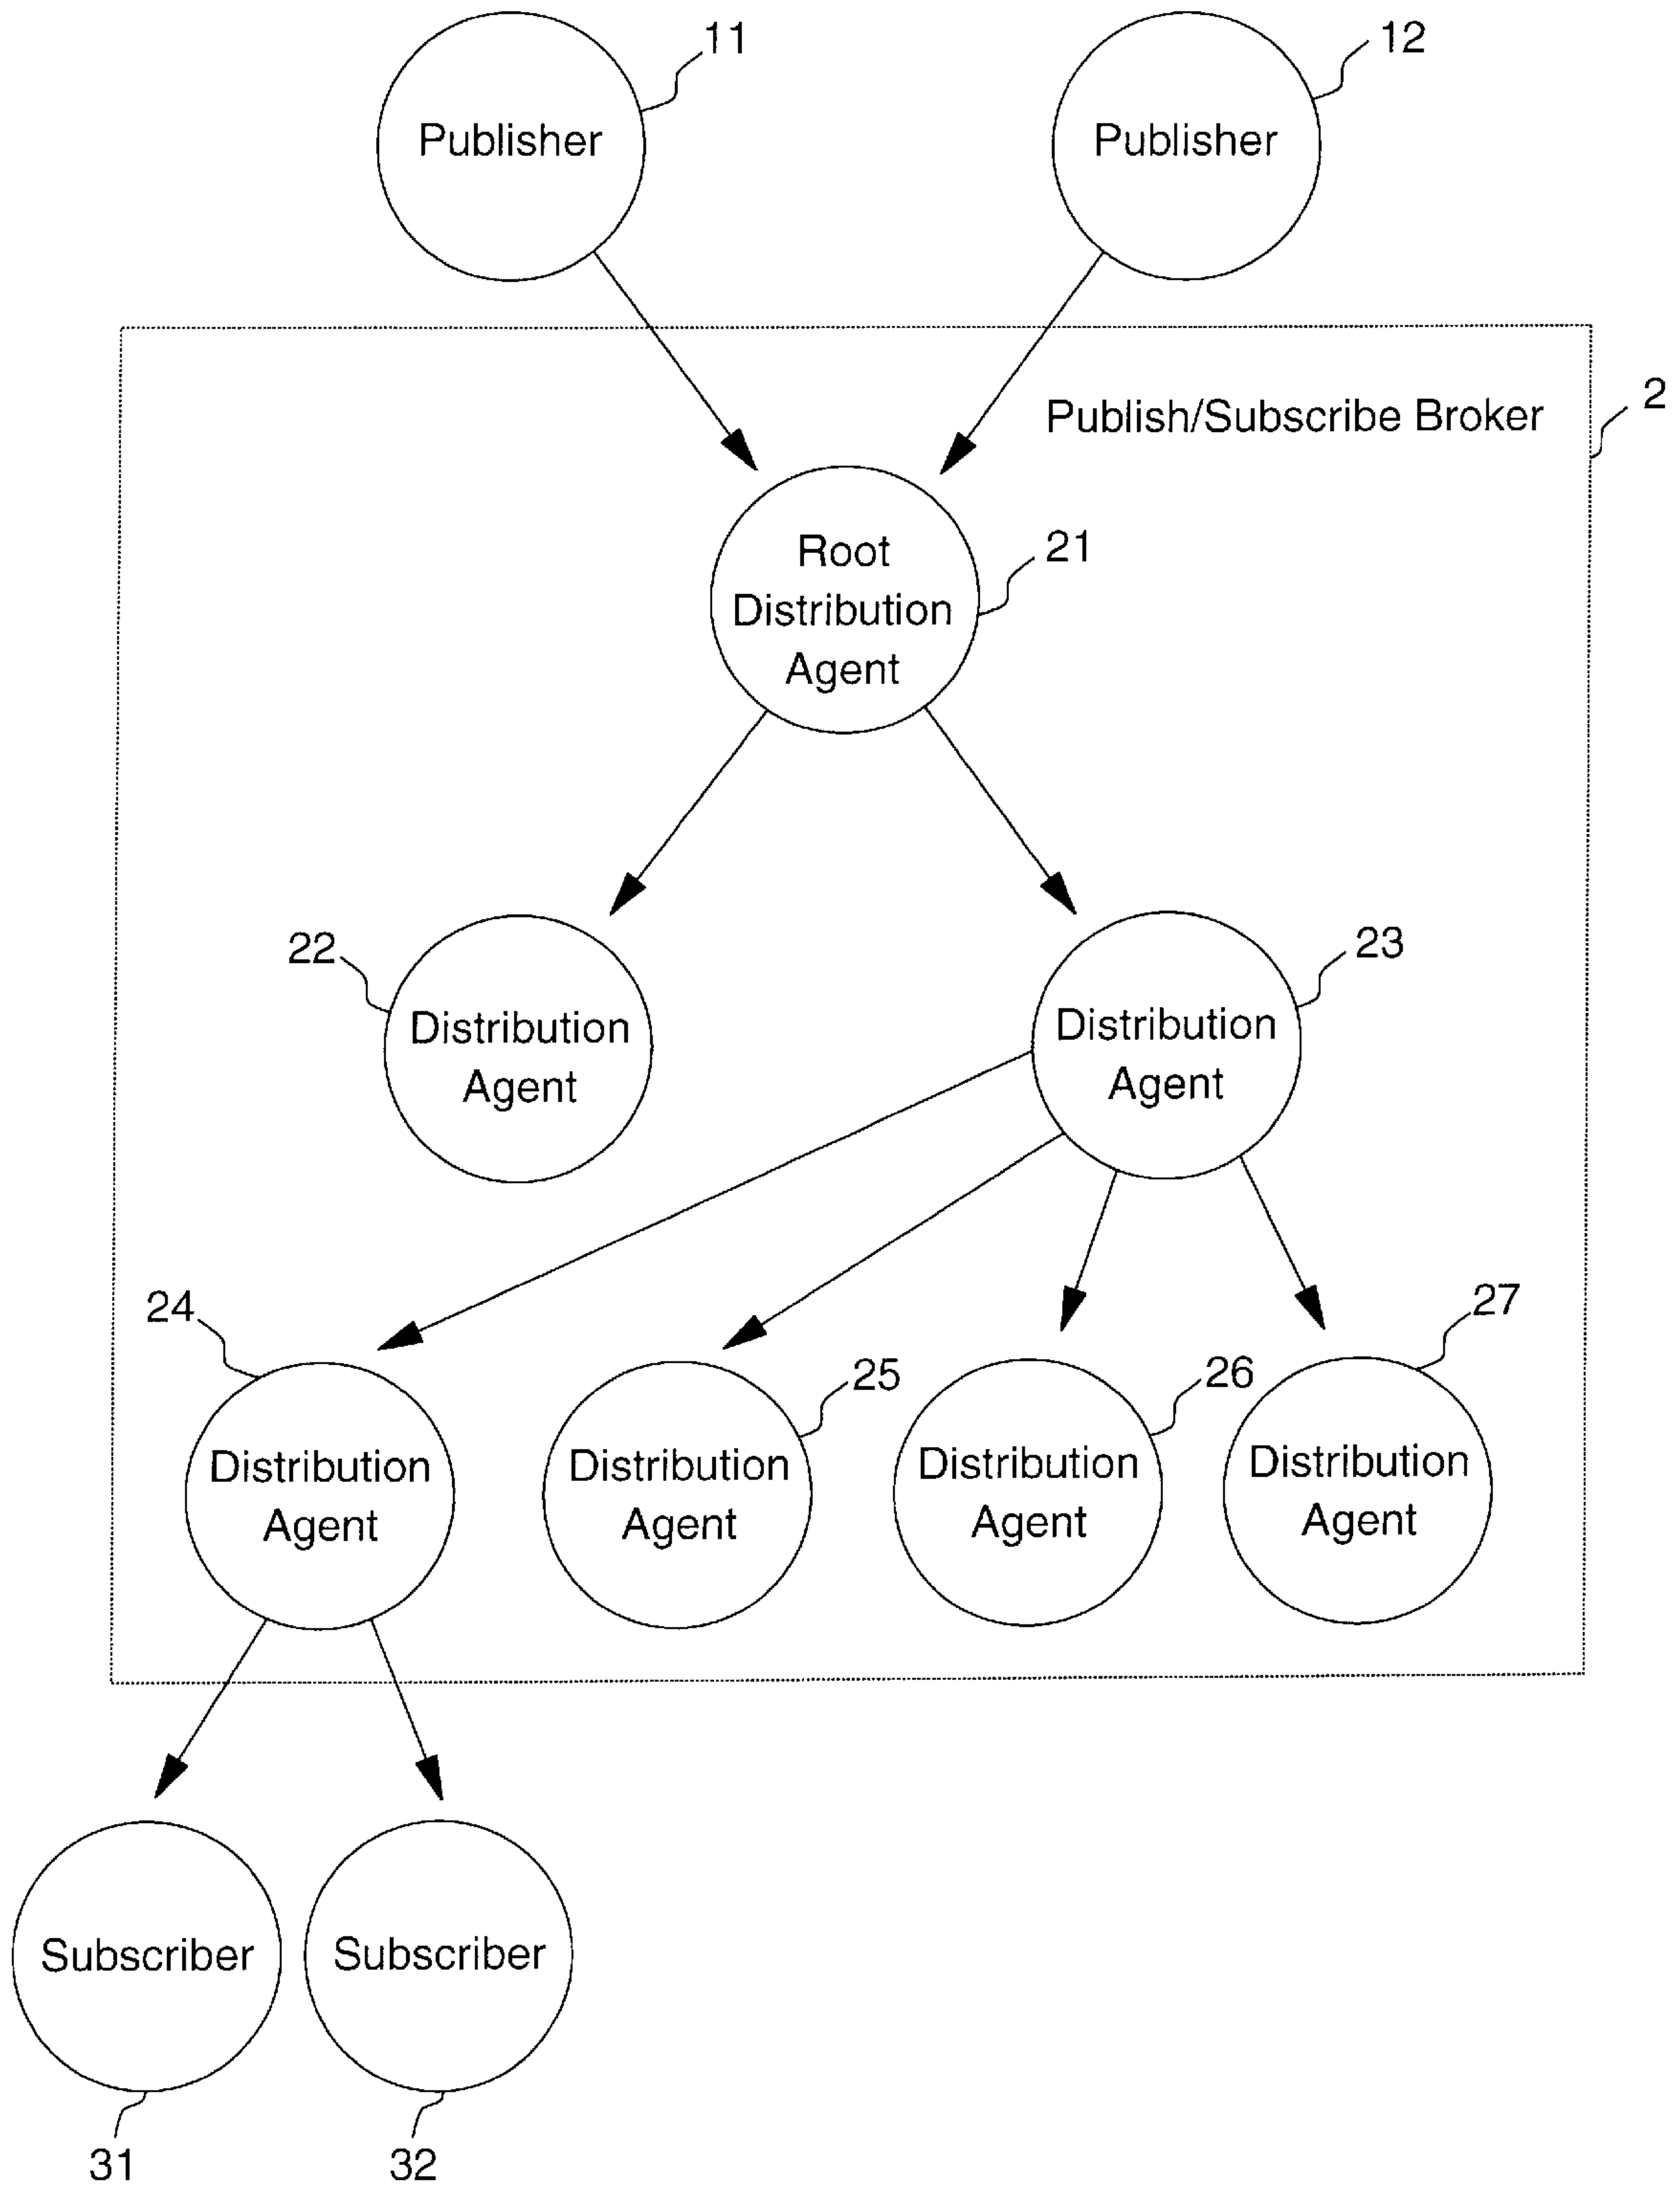 11
12
Publisher
Publisher
2
Publish/Subscribe Broker
21
Root
Distribution
Agent
22
23
Distribution
Agent
Distribution
Agent
24
27
25
26
Distribution
Agent
Distribution
Agent
Distribution
Agent
Distribution
Agent
Subscriber
Subscriber
31
32